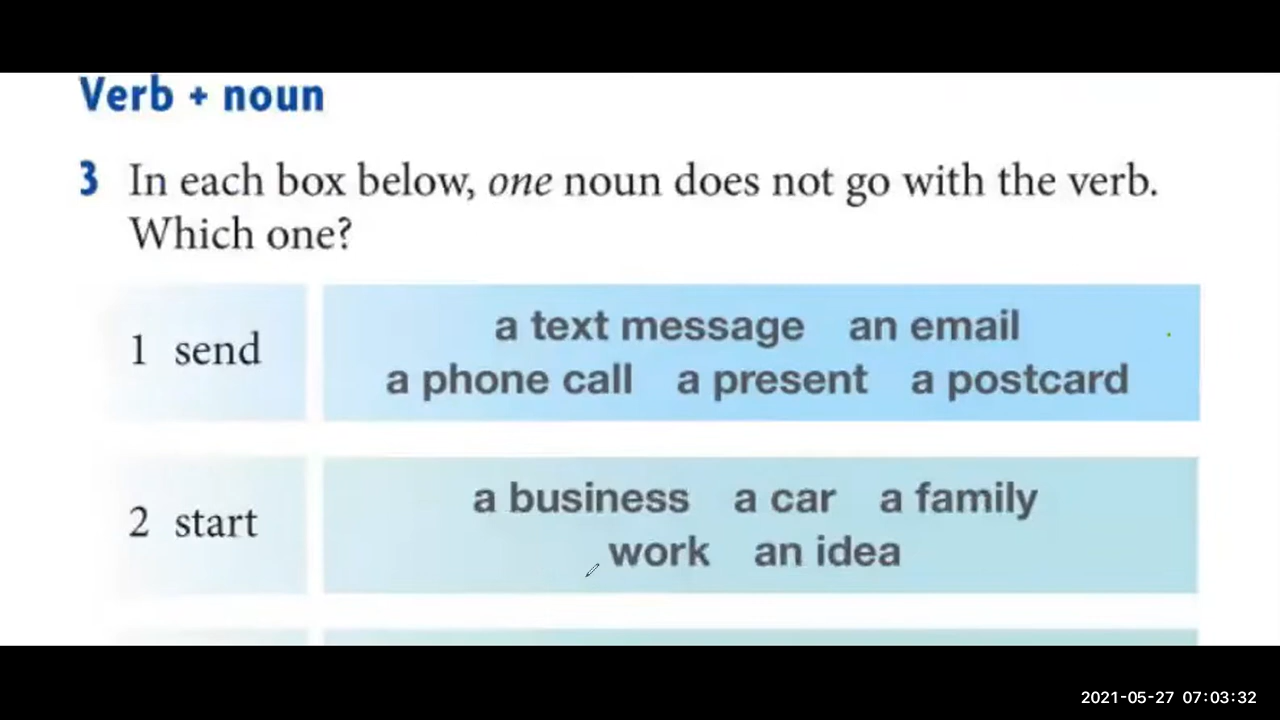 Verb + noun
3 In each box below, one noun does not go with the verb.
Which one?
1 send
a text message an email
a phone call a present a postcard
2 start
a business a car a family
work an idea
2021-05-27 07:03:32